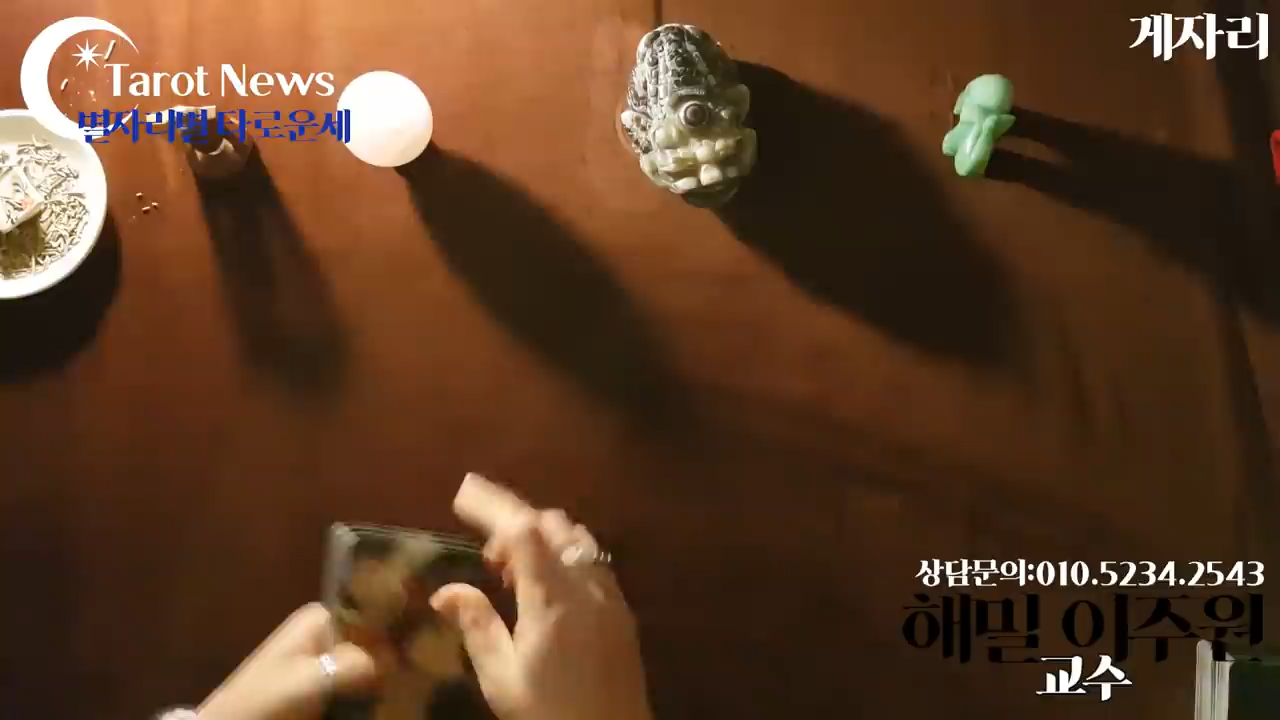 게자리
Tarot News
별자리별 타로운세
상담문의:010.5234.2543
해밀 이주원
교수